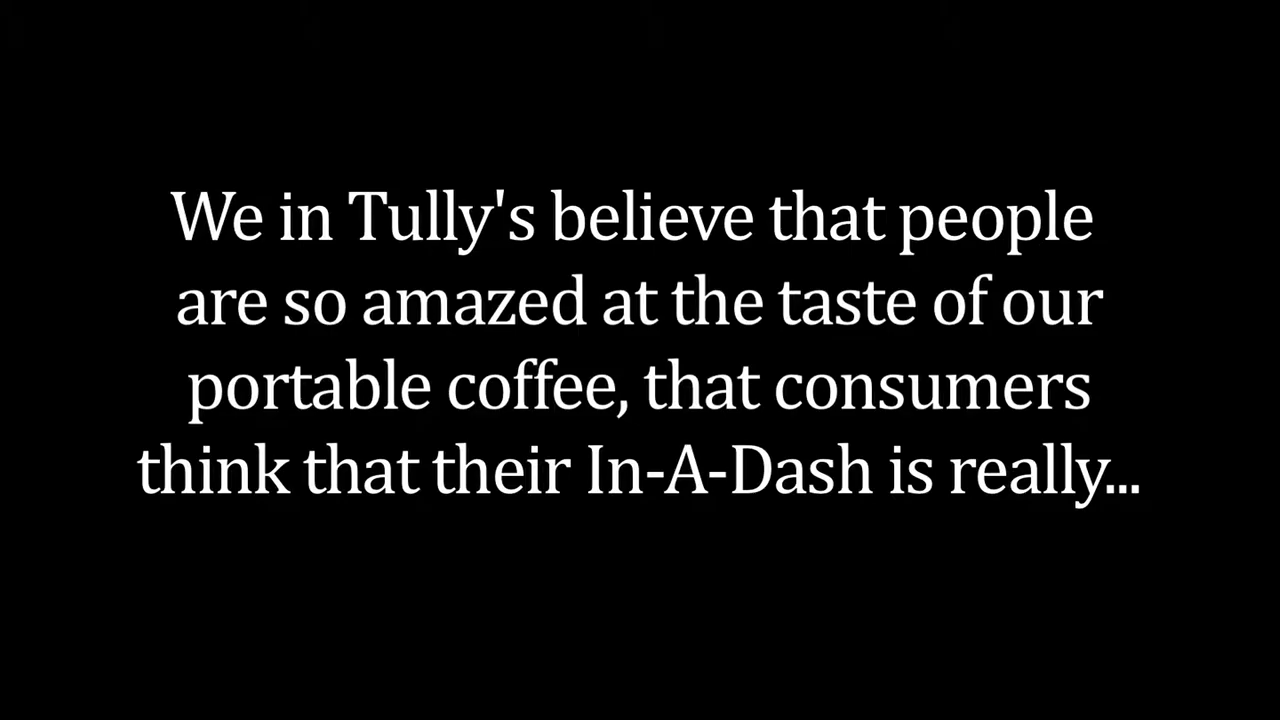 We in Tully's believe that people
are so amazed at the taste of our
portable coffee, that consumers
think that their In-A-Dash is really...